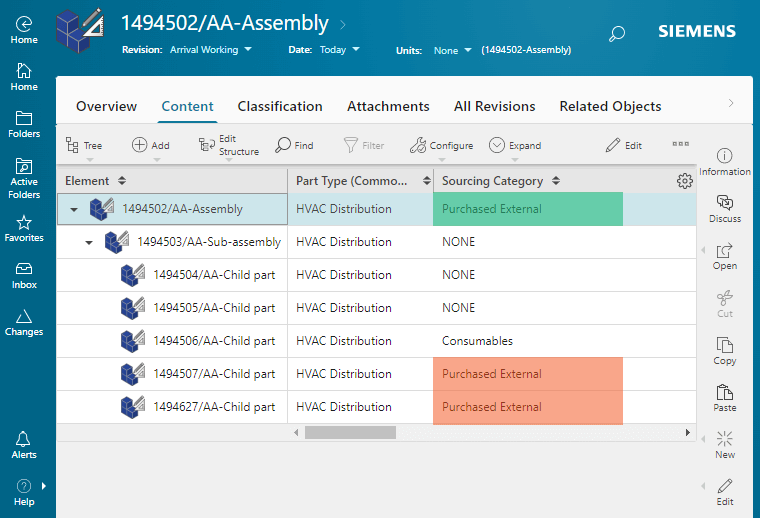 Home
1494502/AA-Assembly
Revision: Arrival Working Date: Today Units: None (1494502-Assembly)
SIEMENS
Home
Folders
Active
Folders
Favorites
Inbox
Changes
Alerts
Help
Overview Content Classification Attachments All Revisions Related Objects
Tree Add Edit
Structure Find Filter Configure Expand Edit
Element Part Type (Commo... Sourcing Category
1494502/AA-Assembly HVAC Distribution Purchased External
1494503/AA-Sub-assembly HVAC Distribution NONE
1494504/AA-Child part HVAC Distribution NONE
1494505/AA-Child part HVAC Distribution NONE
1494506/AA-Child part HVAC Distribution Consumables
1494507/AA-Child part HVAC Distribution Purchased External
1494627/AA-Child part HVAC Distribution Purchased External
Information
Discuss
Open
Cut
Copy
Paste
New
Edit